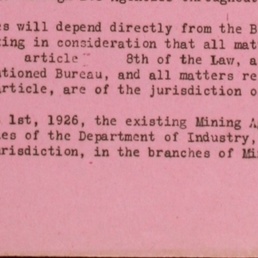 es will depend directly from the B
ing in consideration that all mat
article 8th of the Law, a
tioned Bureau, and all matters re
article, are of the jurisdiction o
1st, 1926, the existing Mining A
es of the Department of Industry,
urisdiction, in the branches of Mi